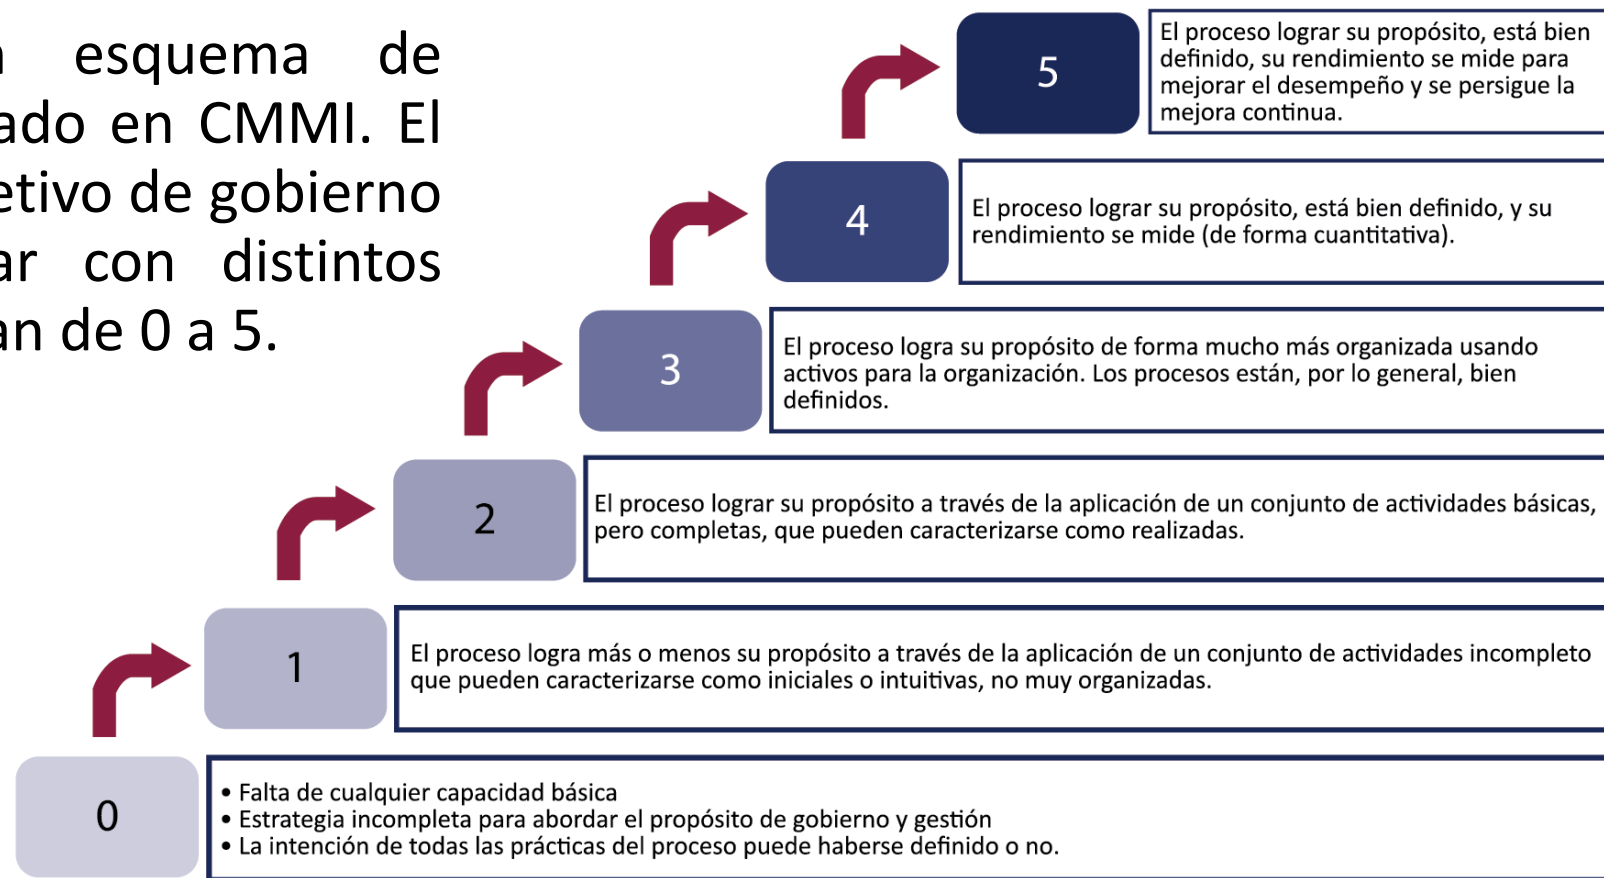 esquema de
ado en CMMI. El
etivo de gobierno
ar con distintos
an de 0 a 5.
5
El proceso lograr su propósito, está bien
definido, su rendimiento se mide para
mejorar el desempeño y se persigue la
mejora continua.
4
El proceso lograr su propósito, está bien definido, y su
rendimiento se mide (de forma cuantitativa).
3
El proceso logra su propósito de forma mucho más organizada usando
activos para la organización. Los procesos están, por lo general, bien
definidos.
2
El proceso lograr su propósito a través de la aplicación de un conjunto de actividades básicas,
pero completas, que pueden caracterizarse como realizadas.
1
El proceso logra más o menos su propósito a través de la aplicación de un conjunto de actividades incompleto
que pueden caracterizarse como iniciales o intuitivas, no muy organizadas.
0
• Falta de cualquier capacidad básica
• Estrategia incompleta para abordar el propósito de gobierno y gestión
• La intención de todas las prácticas del proceso puede haberse definido o no.